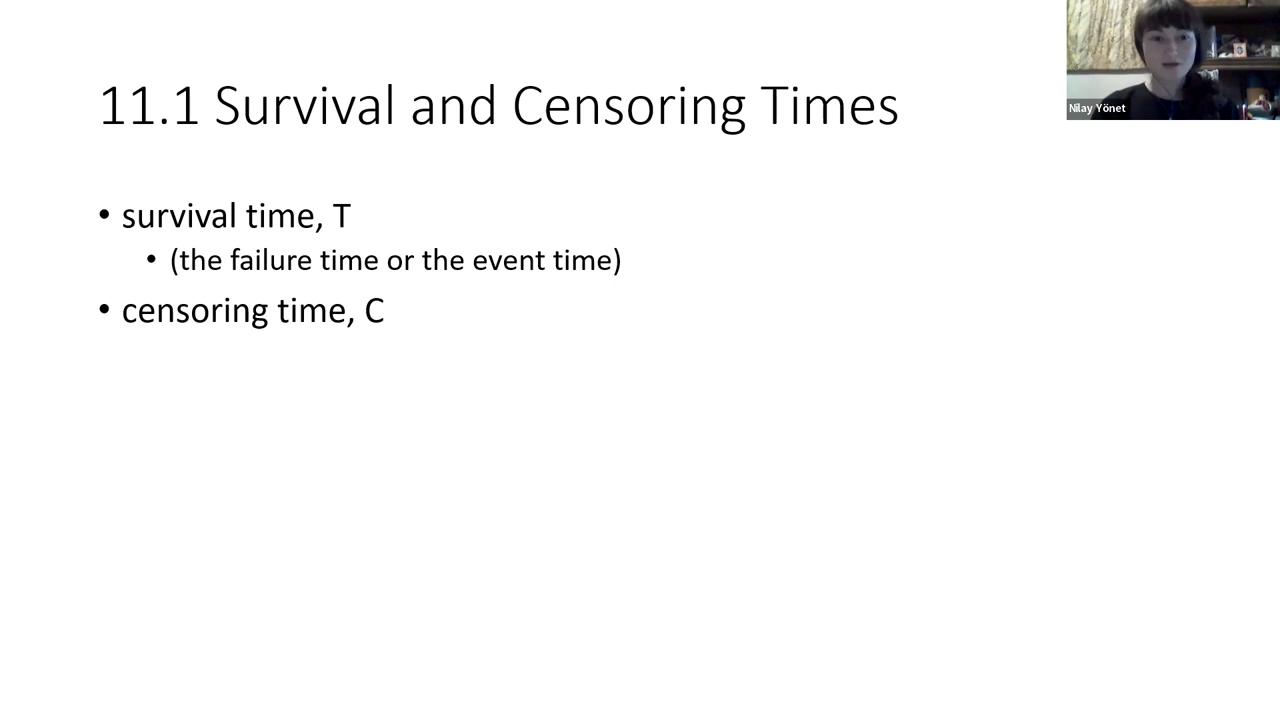 11.1 Survival and Censoring Times
Nilay Yönet
• survival time, T
• (the failure time or the event time)
• censoring time, C